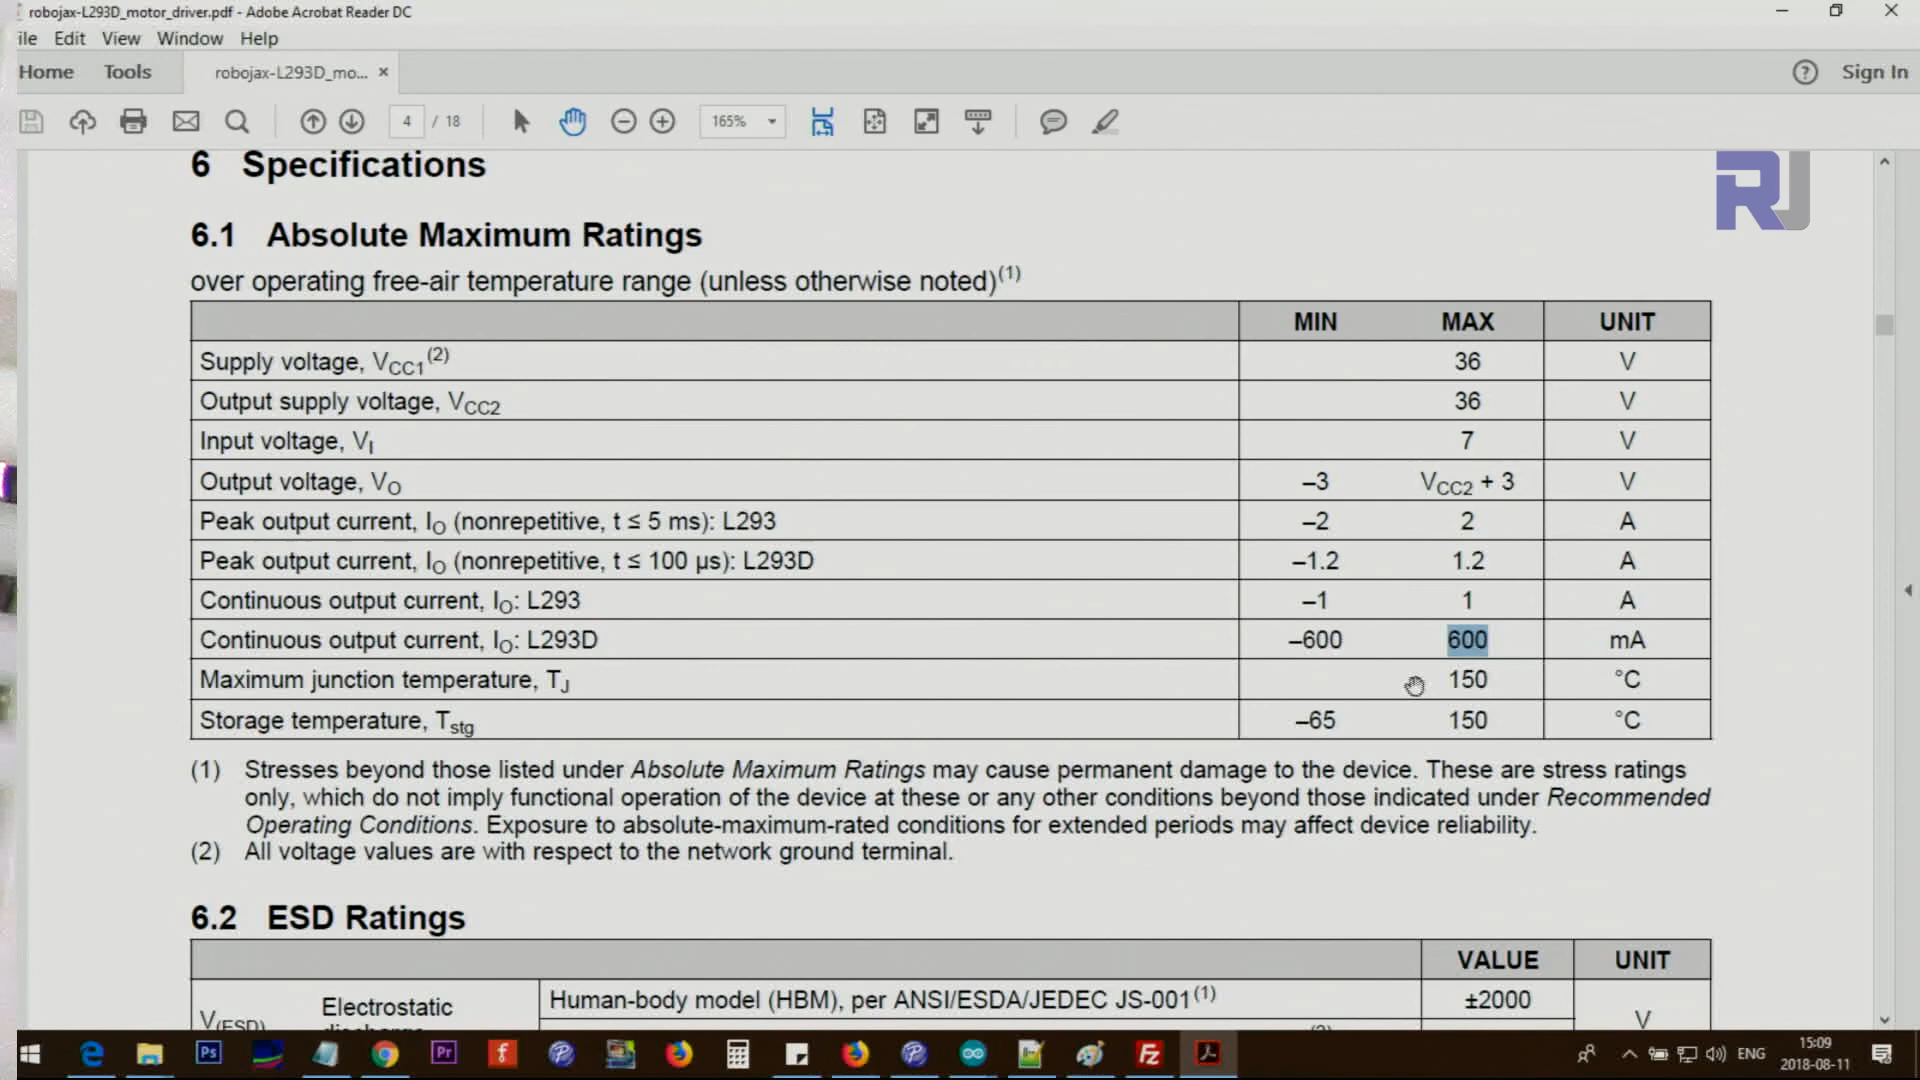 robojax-L293D_motor_driver.pdf - Adobe Acrobat Reader DC
ile Edit View Window Help
Home Tools robojax-L293D_mo... × ? Sign In
4 / 18 165%
RJ
6 Specifications
6.1 Absolute Maximum Ratings
over operating free-air temperature range (unless otherwise noted)(1)
MIN MAX UNIT
Supply voltage, VCC1(2) 36 V
Output supply voltage, VCC2 36 V
Input voltage, VI 7 V
Output voltage, VO –3 VCC2 + 3 V
Peak output current, IO (nonrepetitive, t ≤ 5 ms): L293 –2 2 A
Peak output current, IO (nonrepetitive, t ≤ 100 µs): L293D –1.2 1.2 A
Continuous output current, IO: L293 –1 1 A
Continuous output current, IO: L293D –600 600 mA
Maximum junction temperature, TJ 150 °C
Storage temperature, Tstg –65 150 °C
(1) Stresses beyond those listed under Absolute Maximum Ratings may cause permanent damage to the device. These are stress ratings
only, which do not imply functional operation of the device at these or any other conditions beyond those indicated under Recommended
Operating Conditions. Exposure to absolute-maximum-rated conditions for extended periods may affect device reliability.
(2) All voltage values are with respect to the network ground terminal.
6.2 ESD Ratings
VALUE UNIT
V(ESD) Electrostatic discharge Human-body model (HBM), per ANSI/ESDA/JEDEC JS-001(1) ±2000 V
(2)
Ps Pr f Fz ENG 15:09
2018-08-11